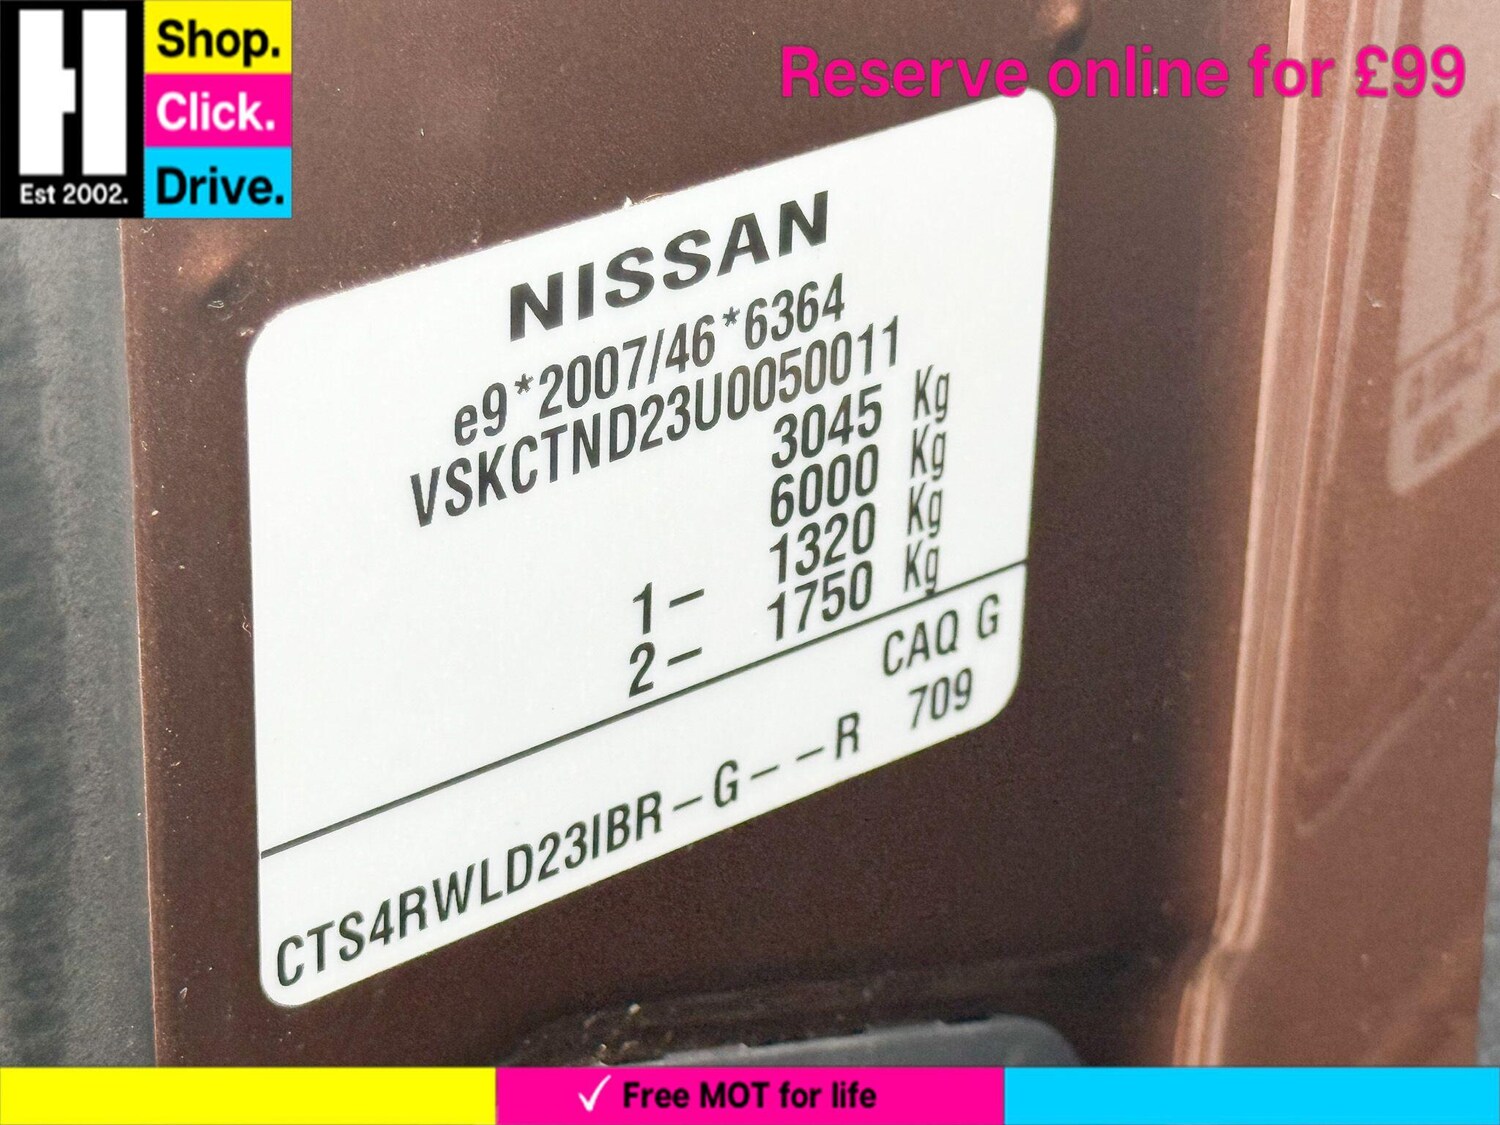 H
Est 2002.
Shop.
Click.
Drive.
Reserve online for £99
NISSAN
e9*2007/46*6364
VSKCTND23U0050011
3045 Kg
6000 Kg
1- 1320 Kg
2- 1750 Kg
CAQ G
CTS4RWLD23IBR-G--R 709
✓ Free MOT for life